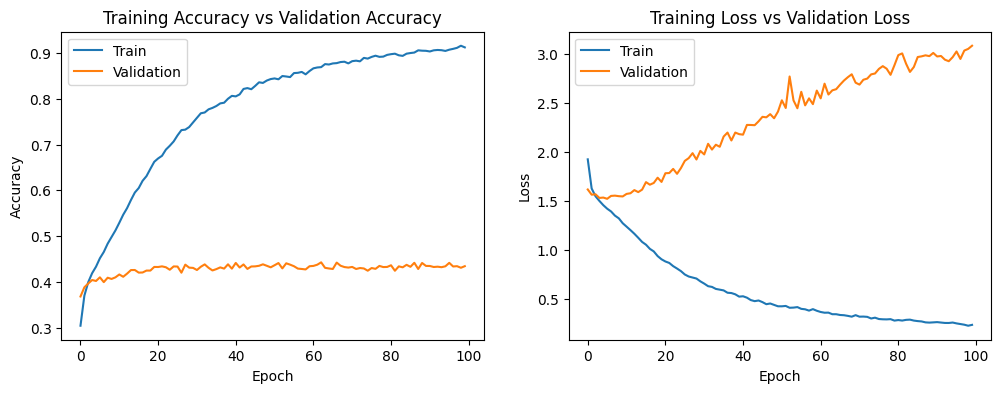 Training Accuracy vs Validation Accuracy
Train
Validation
0.9
0.8
0.7
0.6
0.5
0.4
0.3
Accuracy
0
20
40
60
80
100
Epoch
Training Loss vs Validation Loss
Train
Validation
3.0
2.5
2.0
1.5
1.0
0.5
Loss
0
20
40
60
80
100
Epoch